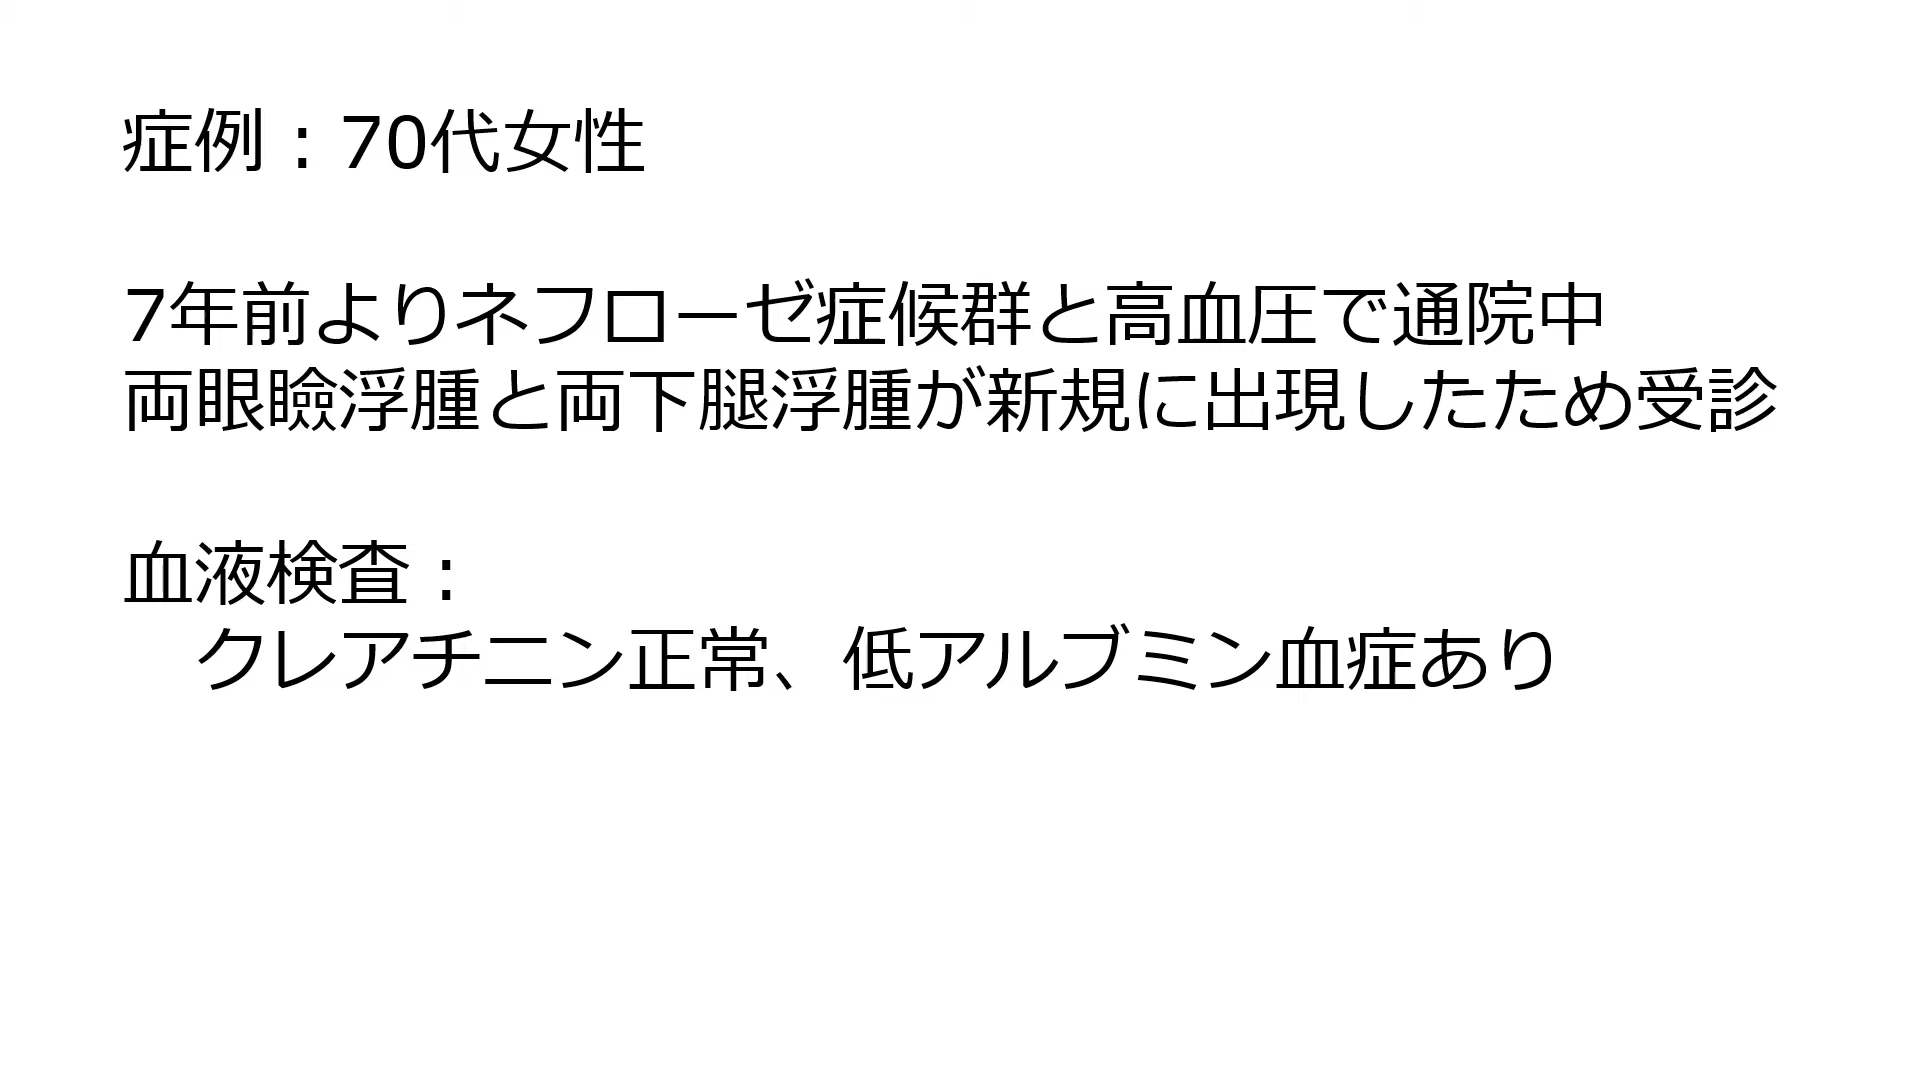 症例：70代女性
7年前よりネフローゼ症候群と高血圧で通院中
両眼瞼浮腫と両下腿浮腫が新規に出現したため受診
血液検査：
　クレアチニン正常、低アルブミン血症あり